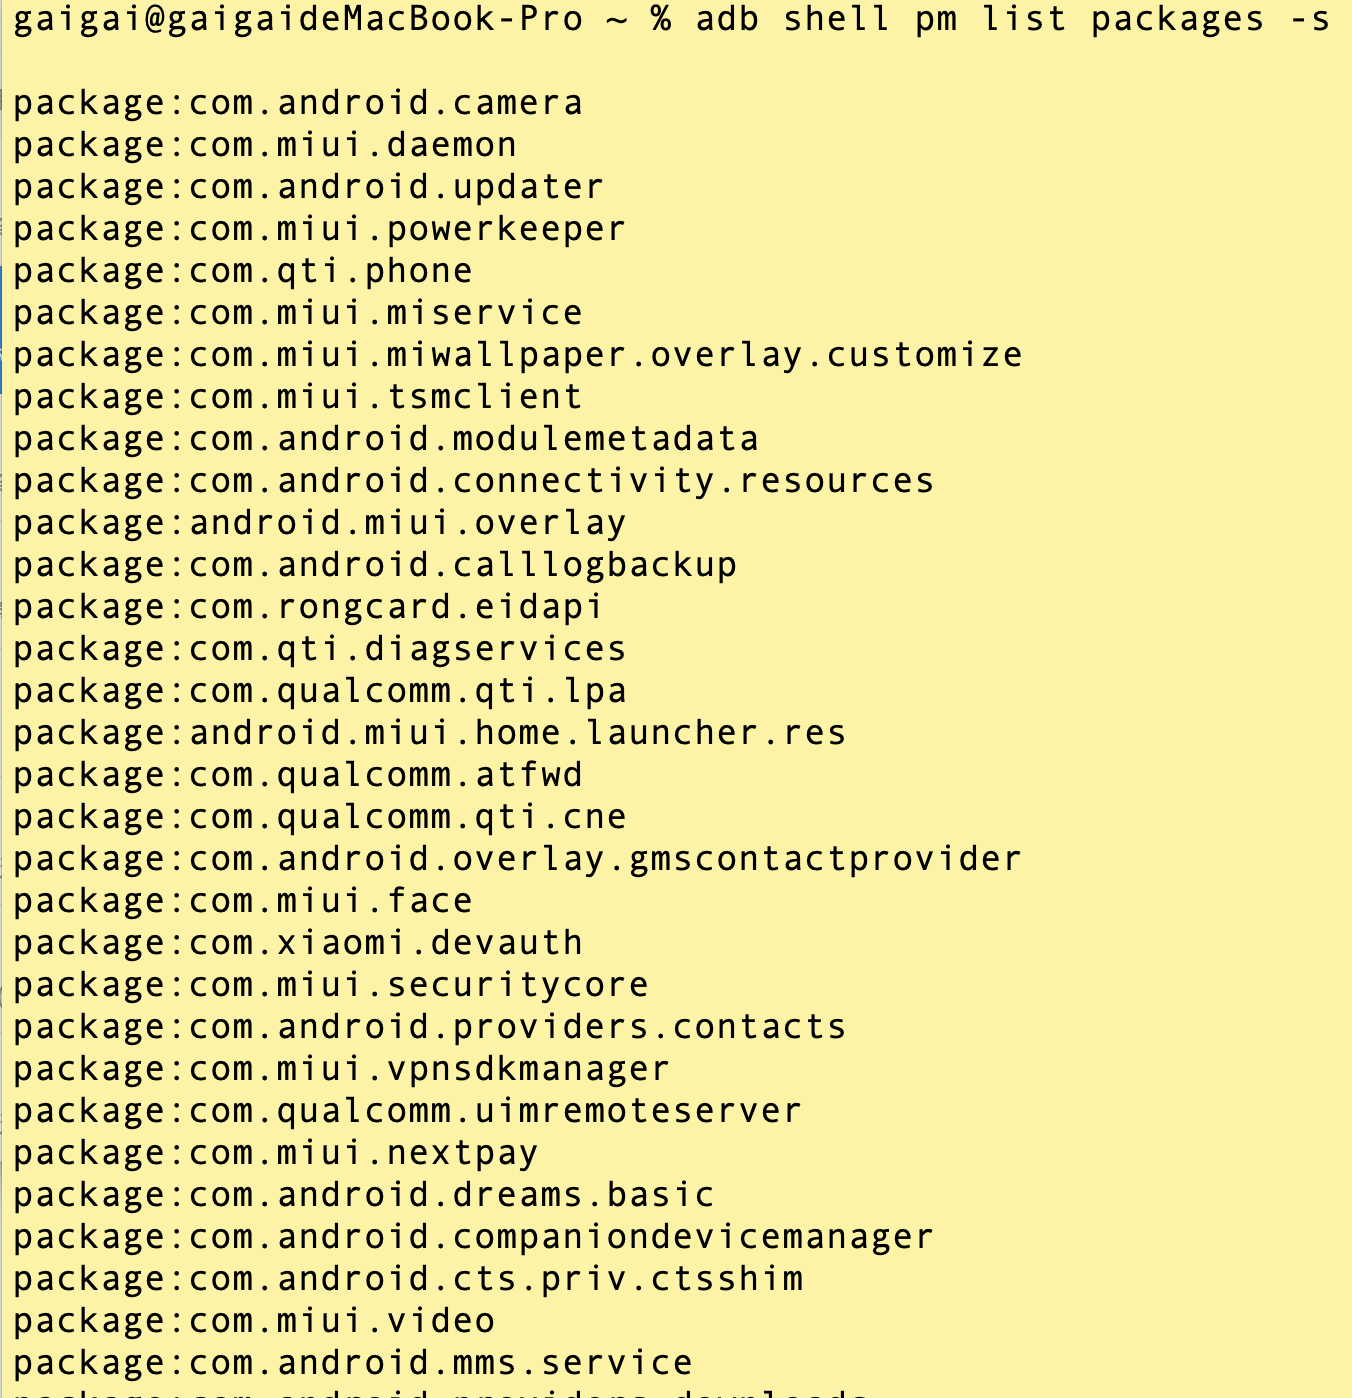 gaigai@gaigaideMacBook-Pro ~ % adb shell pm list packages -s
package:com.android.camera
package:com.miui.daemon
package:com.android.updater
package:com.miui.powerkeeper
package:com.qti.phone
package:com.miui.miservice
package:com.miui.miwallpaper.overlay.customize
package:com.miui.tsmclient
package:com.android.modulemetadata
package:com.android.connectivity.resources
package:android.miui.overlay
package:com.android.calllogbackup
package:com.rongcard.eidapi
package:com.qti.diagservices
package:com.qualcomm.qti.lpa
package:android.miui.home.launcher.res
package:com.qualcomm.atfwd
package:com.qualcomm.qti.cne
package:com.android.overlay.gmscontactprovider
package:com.miui.face
package:com.xiaomi.devauth
package:com.miui.securitycore
package:com.android.providers.contacts
package:com.miui.vpnsdkmanager
package:com.qualcomm.uimremoteserver
package:com.miui.nextpay
package:com.android.dreams.basic
package:com.android.companiondevicemanager
package:com.android.cts.priv.ctsshim
package:com.miui.video
package:com.android.mms.service